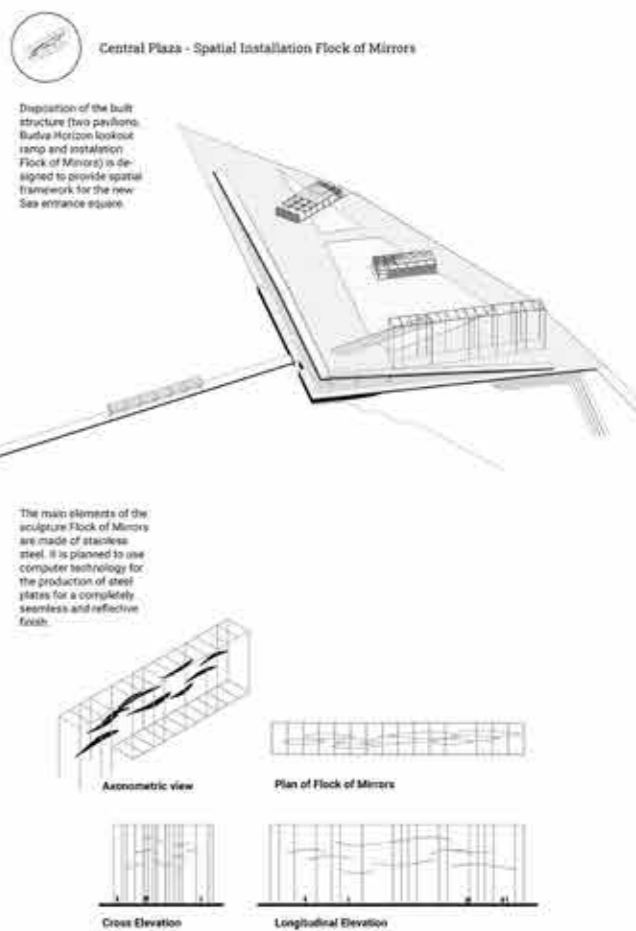 Central Plaza - Spatial Installation Flock of Mirrors
Disposition of the built
structure (two pavilions,
Budva Horizon lookout
ramp and instalation
Flock of Mirrors) is de-
signed to provide spatial
framework for the new
Sea entrance square.
The main elements of the
sculpture Flock of Mirrors
are made of stainless
steel. It is planned to use
computer technology for
the production of steel
plates for a completely
seamless and reflective
finish.
Axonometric view
Plan of Flock of Mirrors
Cross Elevation
Longitudinal Elevation